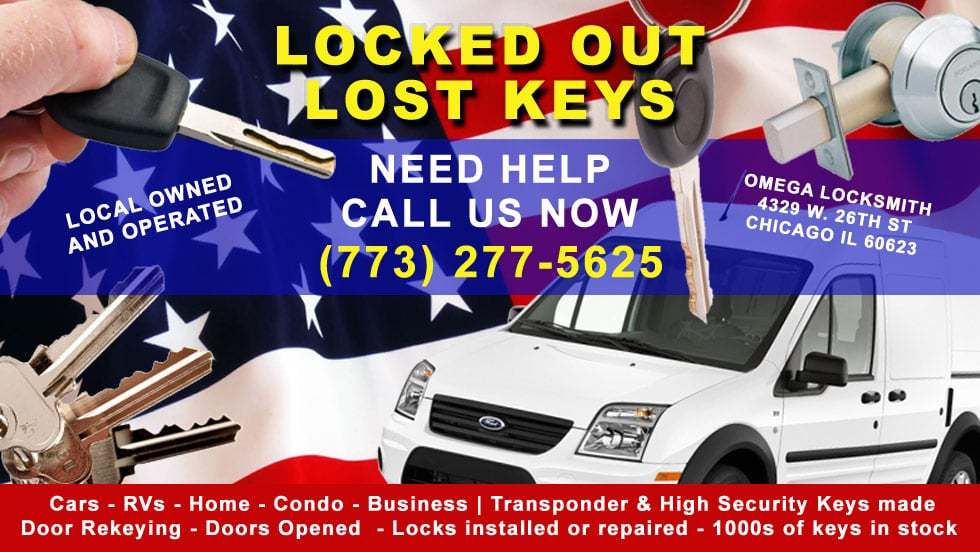 LOCKED OUT
LOST KEYS
NEED HELP
CALL US NOW
(773) 277-5625
LOCAL OWNED
AND OPERATED
OMEGA LOCKSMITH
4329 W. 26TH ST
CHICAGO IL 60623
Ford
Cars - RVs - Home - Condo - Business | Transponder & High Security Keys made
Door Rekeying - Doors Opened - Locks installed or repaired - 1000s of keys in stock